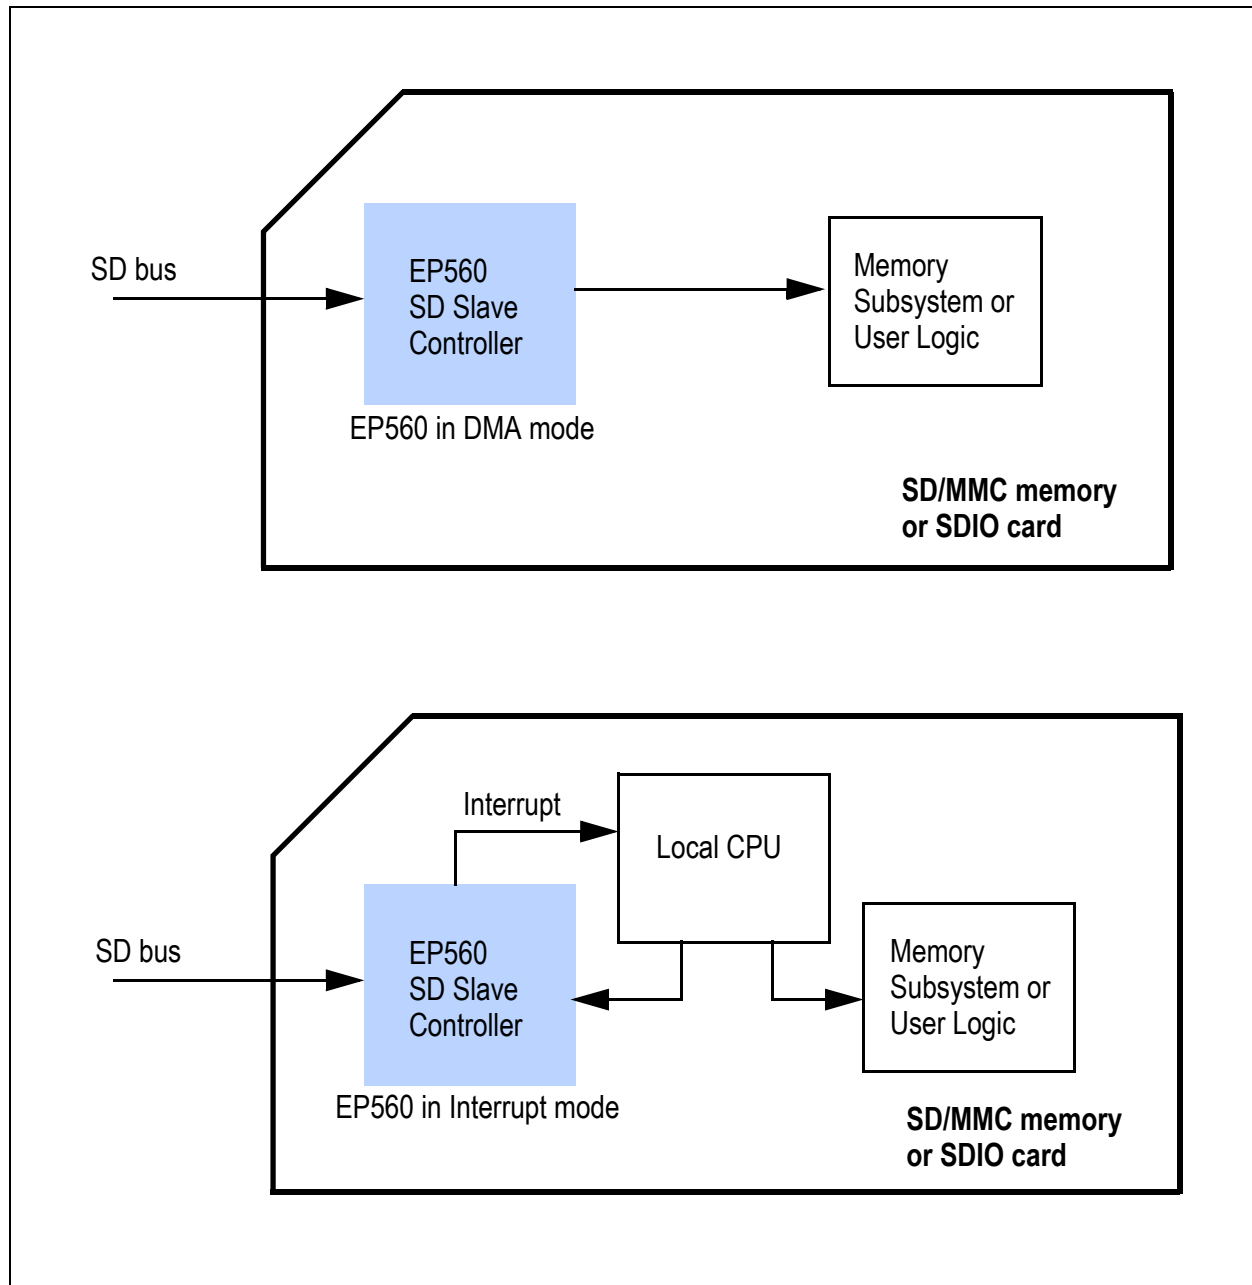 SD bus
EP560
SD Slave
Controller
Memory
Subsystem or
User Logic
EP560 in DMA mode
SD/MMC memory
or SDIO card
Interrupt
Local CPU
SD bus
EP560
SD Slave
Controller
Memory
Subsystem or
User Logic
EP560 in Interrupt mode
SD/MMC memory
or SDIO card